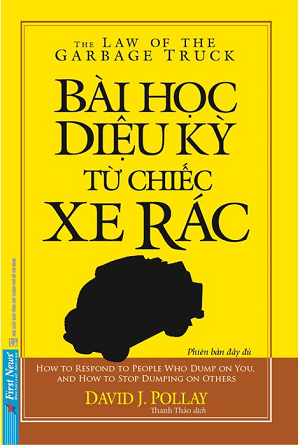 THE LAW OF THE
GARBAGE TRUCK
BÀI HỌC
DIỆU KỲ
TỪ CHIẾC
XE RÁC
Phiên bản đầy đủ
HOW TO RESPOND TO PEOPLE WHO DUMP ON YOU,
AND HOW TO STOP DUMPING ON OTHERS
DAVID J. POLLAY
Thanh Thảo dịch
First News